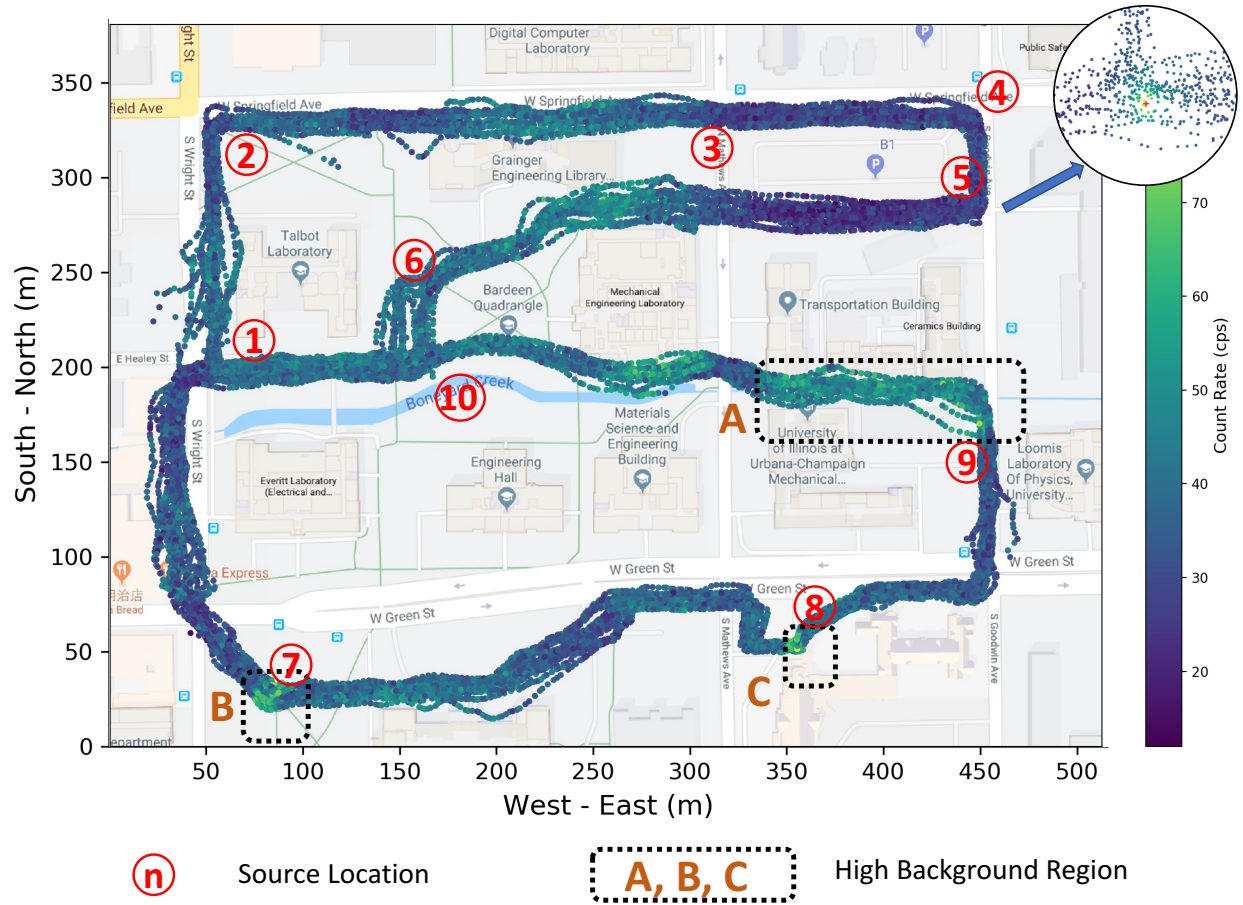 ght St
Digital Computer
Laboratory
Public Safe
350
field Ave
W Springfield Ave
W Springfield Av
W Springfield Ave
4
2
3
N Mathews A
B1
P
P
S Wright St
Grainger
Engineering Library...
300
5
Talbot
Laboratory
6
250
Bardeen
Quadrangle
Mechanical
Engineering Laboratory
Transportation Building
Ceramics Building
1
E Healy St
200
Boneyard Creek
10
A
Materials
Science and
Engineering
Building
University
of Illinois at
Urbana-Champaign
Mechanical...
S Wright St
9
Loomis
Laboratory
Of Physics,
University...
150
Engineering
Hall
Everitt Laboratory
(Electrical and...
100
a Express
n Bread
W Green St
W Green St
W Green St
8
S Mathews Ave
S Goodwin Ave
50
7
B
C
epartment
0
50
100
150
200
250
300
350
400
450
500
West - East (m)
South - North (m)
70
60
50
40
30
20
Count Rate (cps)
n
Source Location
A, B, C
High Background Region